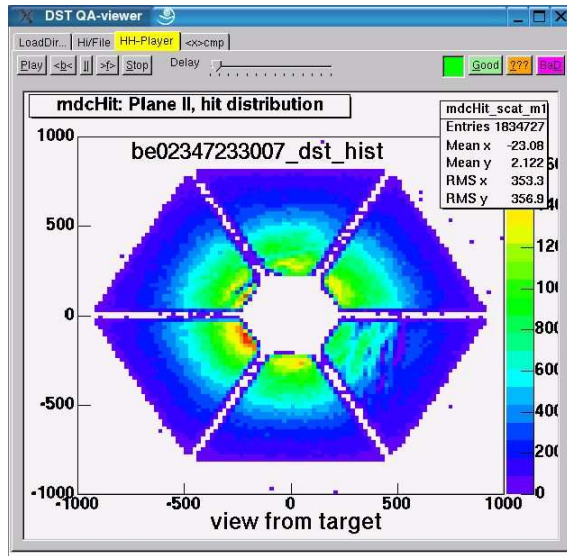 DST QA-viewer
LoadDir... Hi/File HH-Player <x>cmp
Play <b< || >f> Stop Delay Good ??? BaD
mdcHit: Plane II, hit distribution
mdcHit_scat_m1
Entries 1834727
Mean x -23.08
Mean y 2.122
RMS x 353.3
RMS y 356.9
be02347233007_dst_hist
1000
500
0
-500
-1000
-1000 -500 0 500 1000
view from target
120
1000
800
600
400
200
0